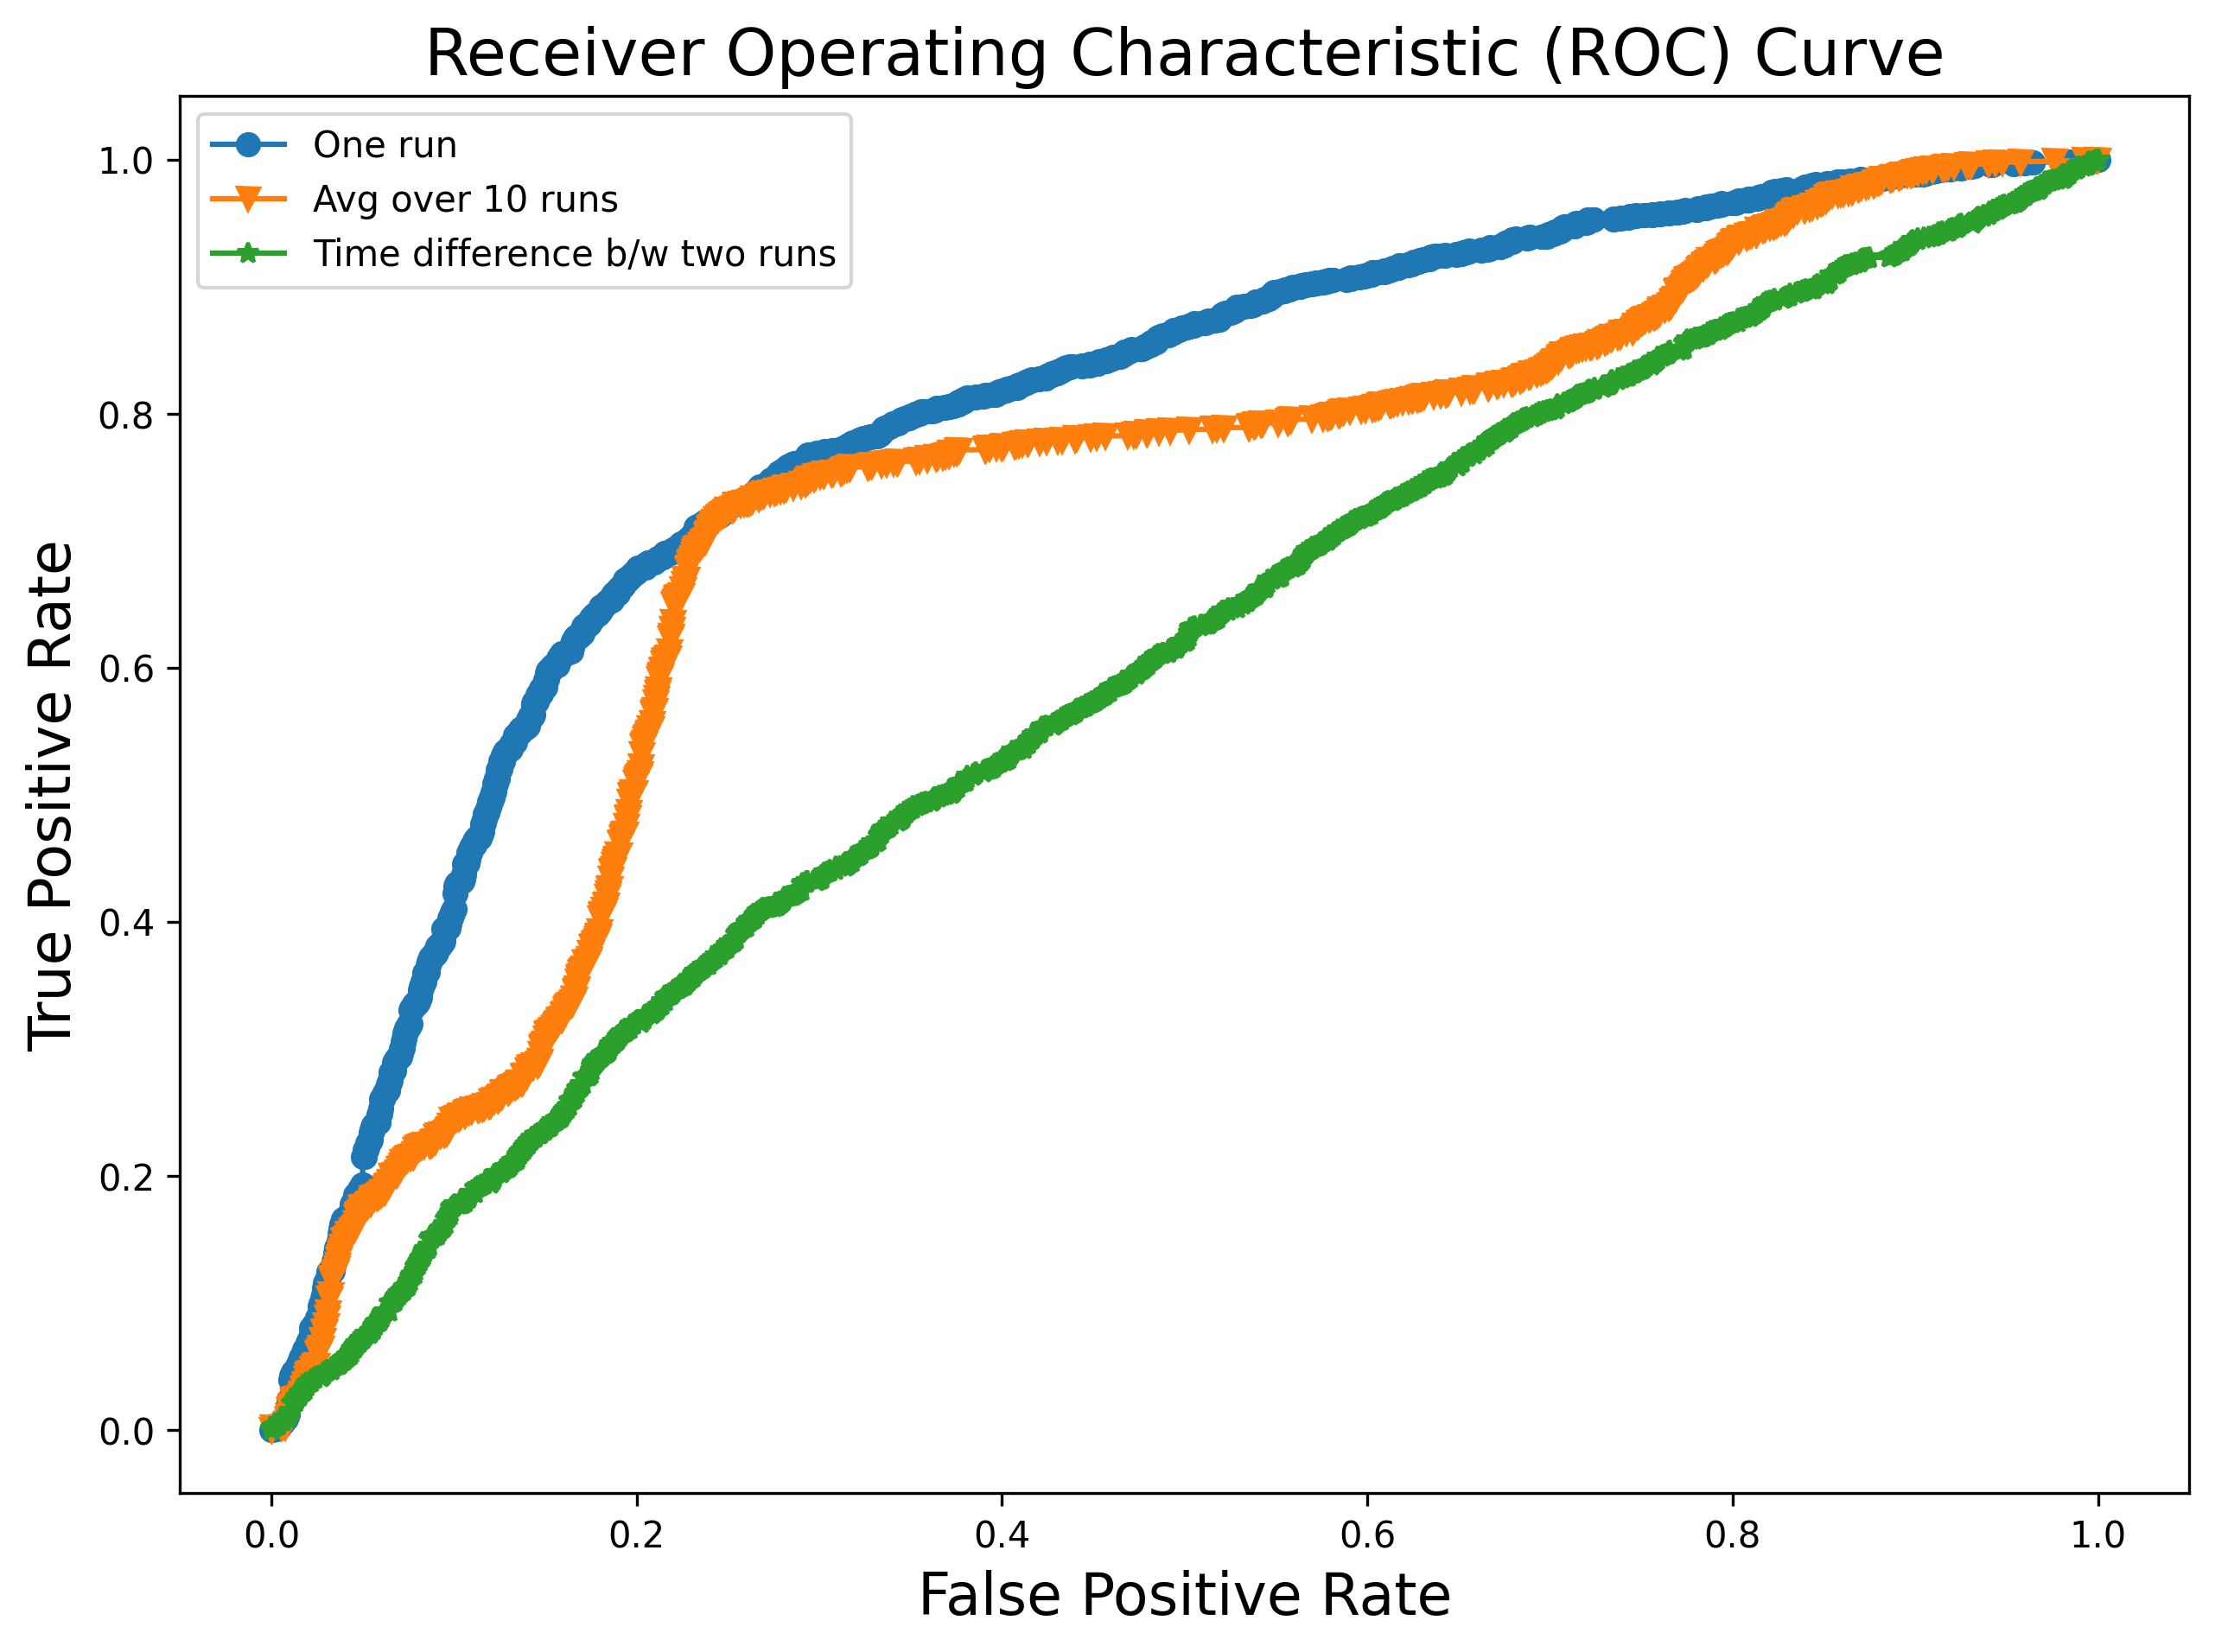 Receiver Operating Characteristic (ROC) Curve
One run
Avg over 10 runs
Time difference b/w two runs
True Positive Rate
1.0
0.8
0.6
0.4
0.2
0.0
0.0 0.2 0.4 0.6 0.8 1.0
False Positive Rate